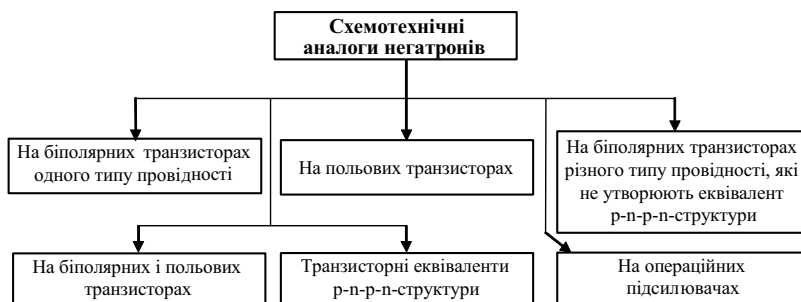 Схемотехнічні
аналоги негатронів
На біполярних транзисторах
одного типу провідності
На польових транзисторах
На біполярних транзисторах
різного типу провідності, які
не утворюють еквівалент
p-n-p-n-структури
На біполярних і польових
транзисторах
Транзисторні еквіваленти
p-n-p-n-структури
На операційних
підсилювачах